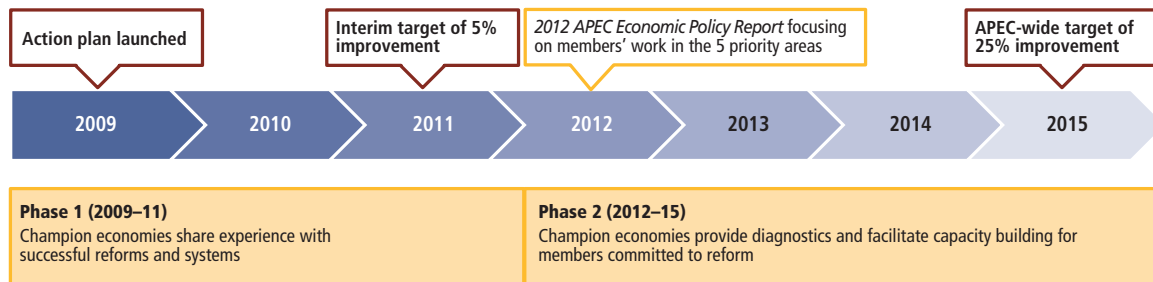 Action plan launched
Interim target of 5%
improvement
2012 APEC Economic Policy Report focusing
on members' work in the 5 priority areas
APEC-wide target of
25% improvement
2009
2010
2011
2012
2013
2014
2015
Phase 1 (2009–11)
Champion economies share experience with
successful reforms and systems
Phase 2 (2012–15)
Champion economies provide diagnostics and facilitate capacity building for
members committed to reform